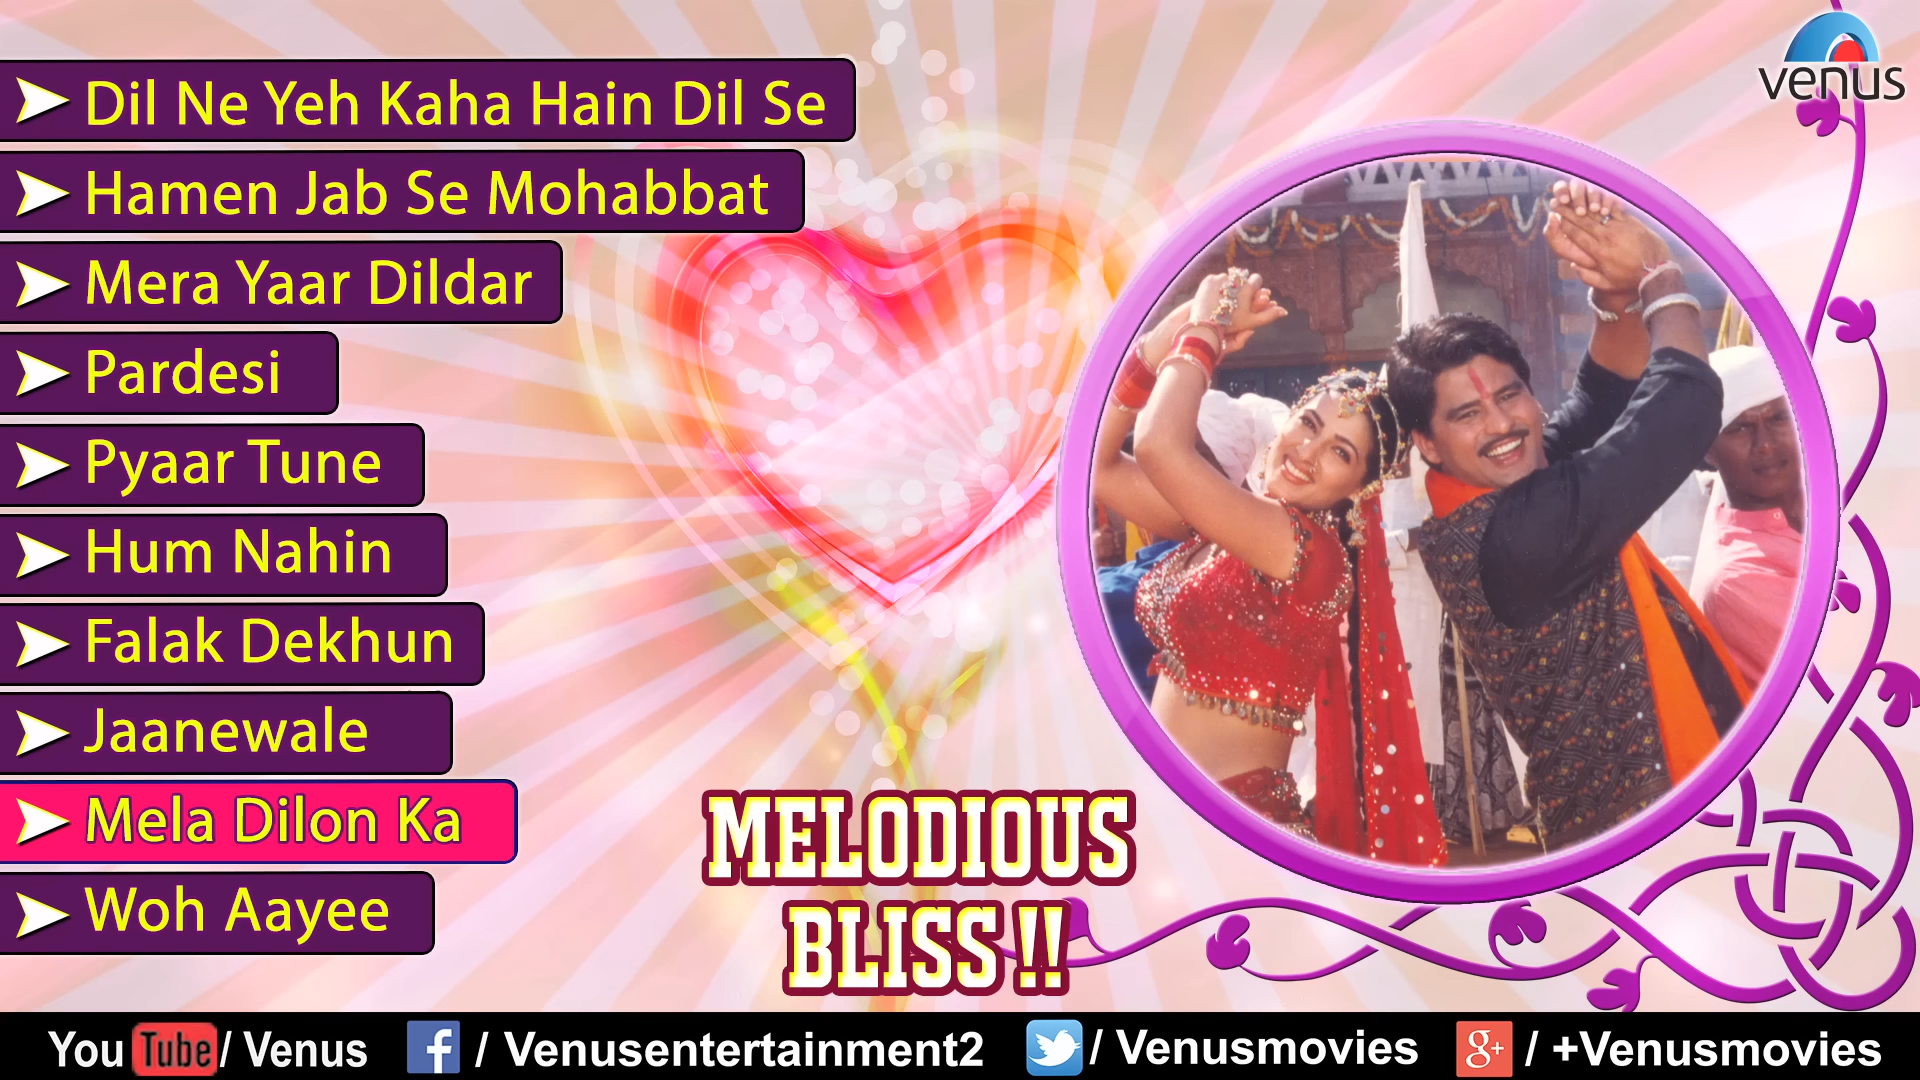 venus
Dil Ne Yeh Kaha Hain Dil Se
Hamen Jab Se Mohabbat
Mera Yaar Dildar
Pardesi
Pyaar Tune
Hum Nahin
Falak Dekhun
Jaanewale
Mela Dilon Ka
Woh Aayee
MELODIOUS
BLISS !!
You Tube / Venus f / Venusentertainment2 / Venusmovies g+ / +Venusmovies